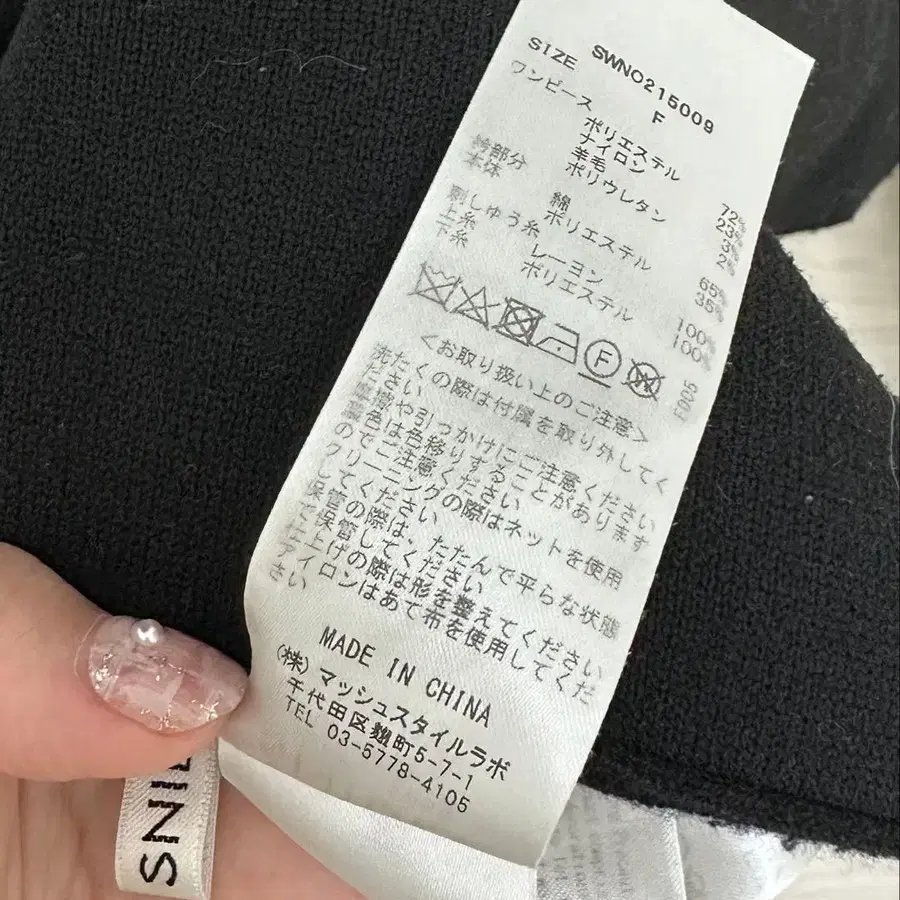 SWNO215009
SIZE F
ワンピース
ポリエステル 72%
ナイロン 23%
羊毛 3%
ポリウレタン 2%
衿部分
本体 綿 65%
ポリエステル 35%
刺しゅう糸
上糸 レーヨン 100%
下糸 ポリエステル 100%
F
W
F005
<お取り扱い上のご注意>
洗たくの際は付属を取り外してく
ださい
摩擦や引っかけにご注意ください
製色は色移りすることがあります
のでご注意ください
クリーニングの際はネットを使用
してください
保管の際は、たたんで平らな状態
で保管してください
仕上げの際は形を整えてください
アイロンはあて布を使用してくだ
さい
MADE IN CHINA
(株)マッシュスタイルラボ
千代田区麹町5-7-1
TEL 03-5778-4105
SNI